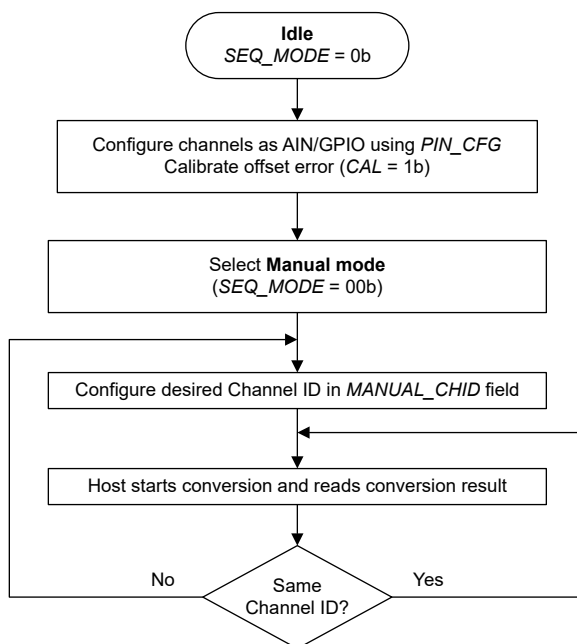 Idle
SEQ_MODE = 0b
Configure channels as AIN/GPIO using PIN_CFG
Calibrate offset error (CAL = 1b)
Select Manual mode
(SEQ_MODE = 00b)
Configure desired Channel ID in MANUAL_CHID field
Host starts conversion and reads conversion result
No
Same
Channel ID?
Yes